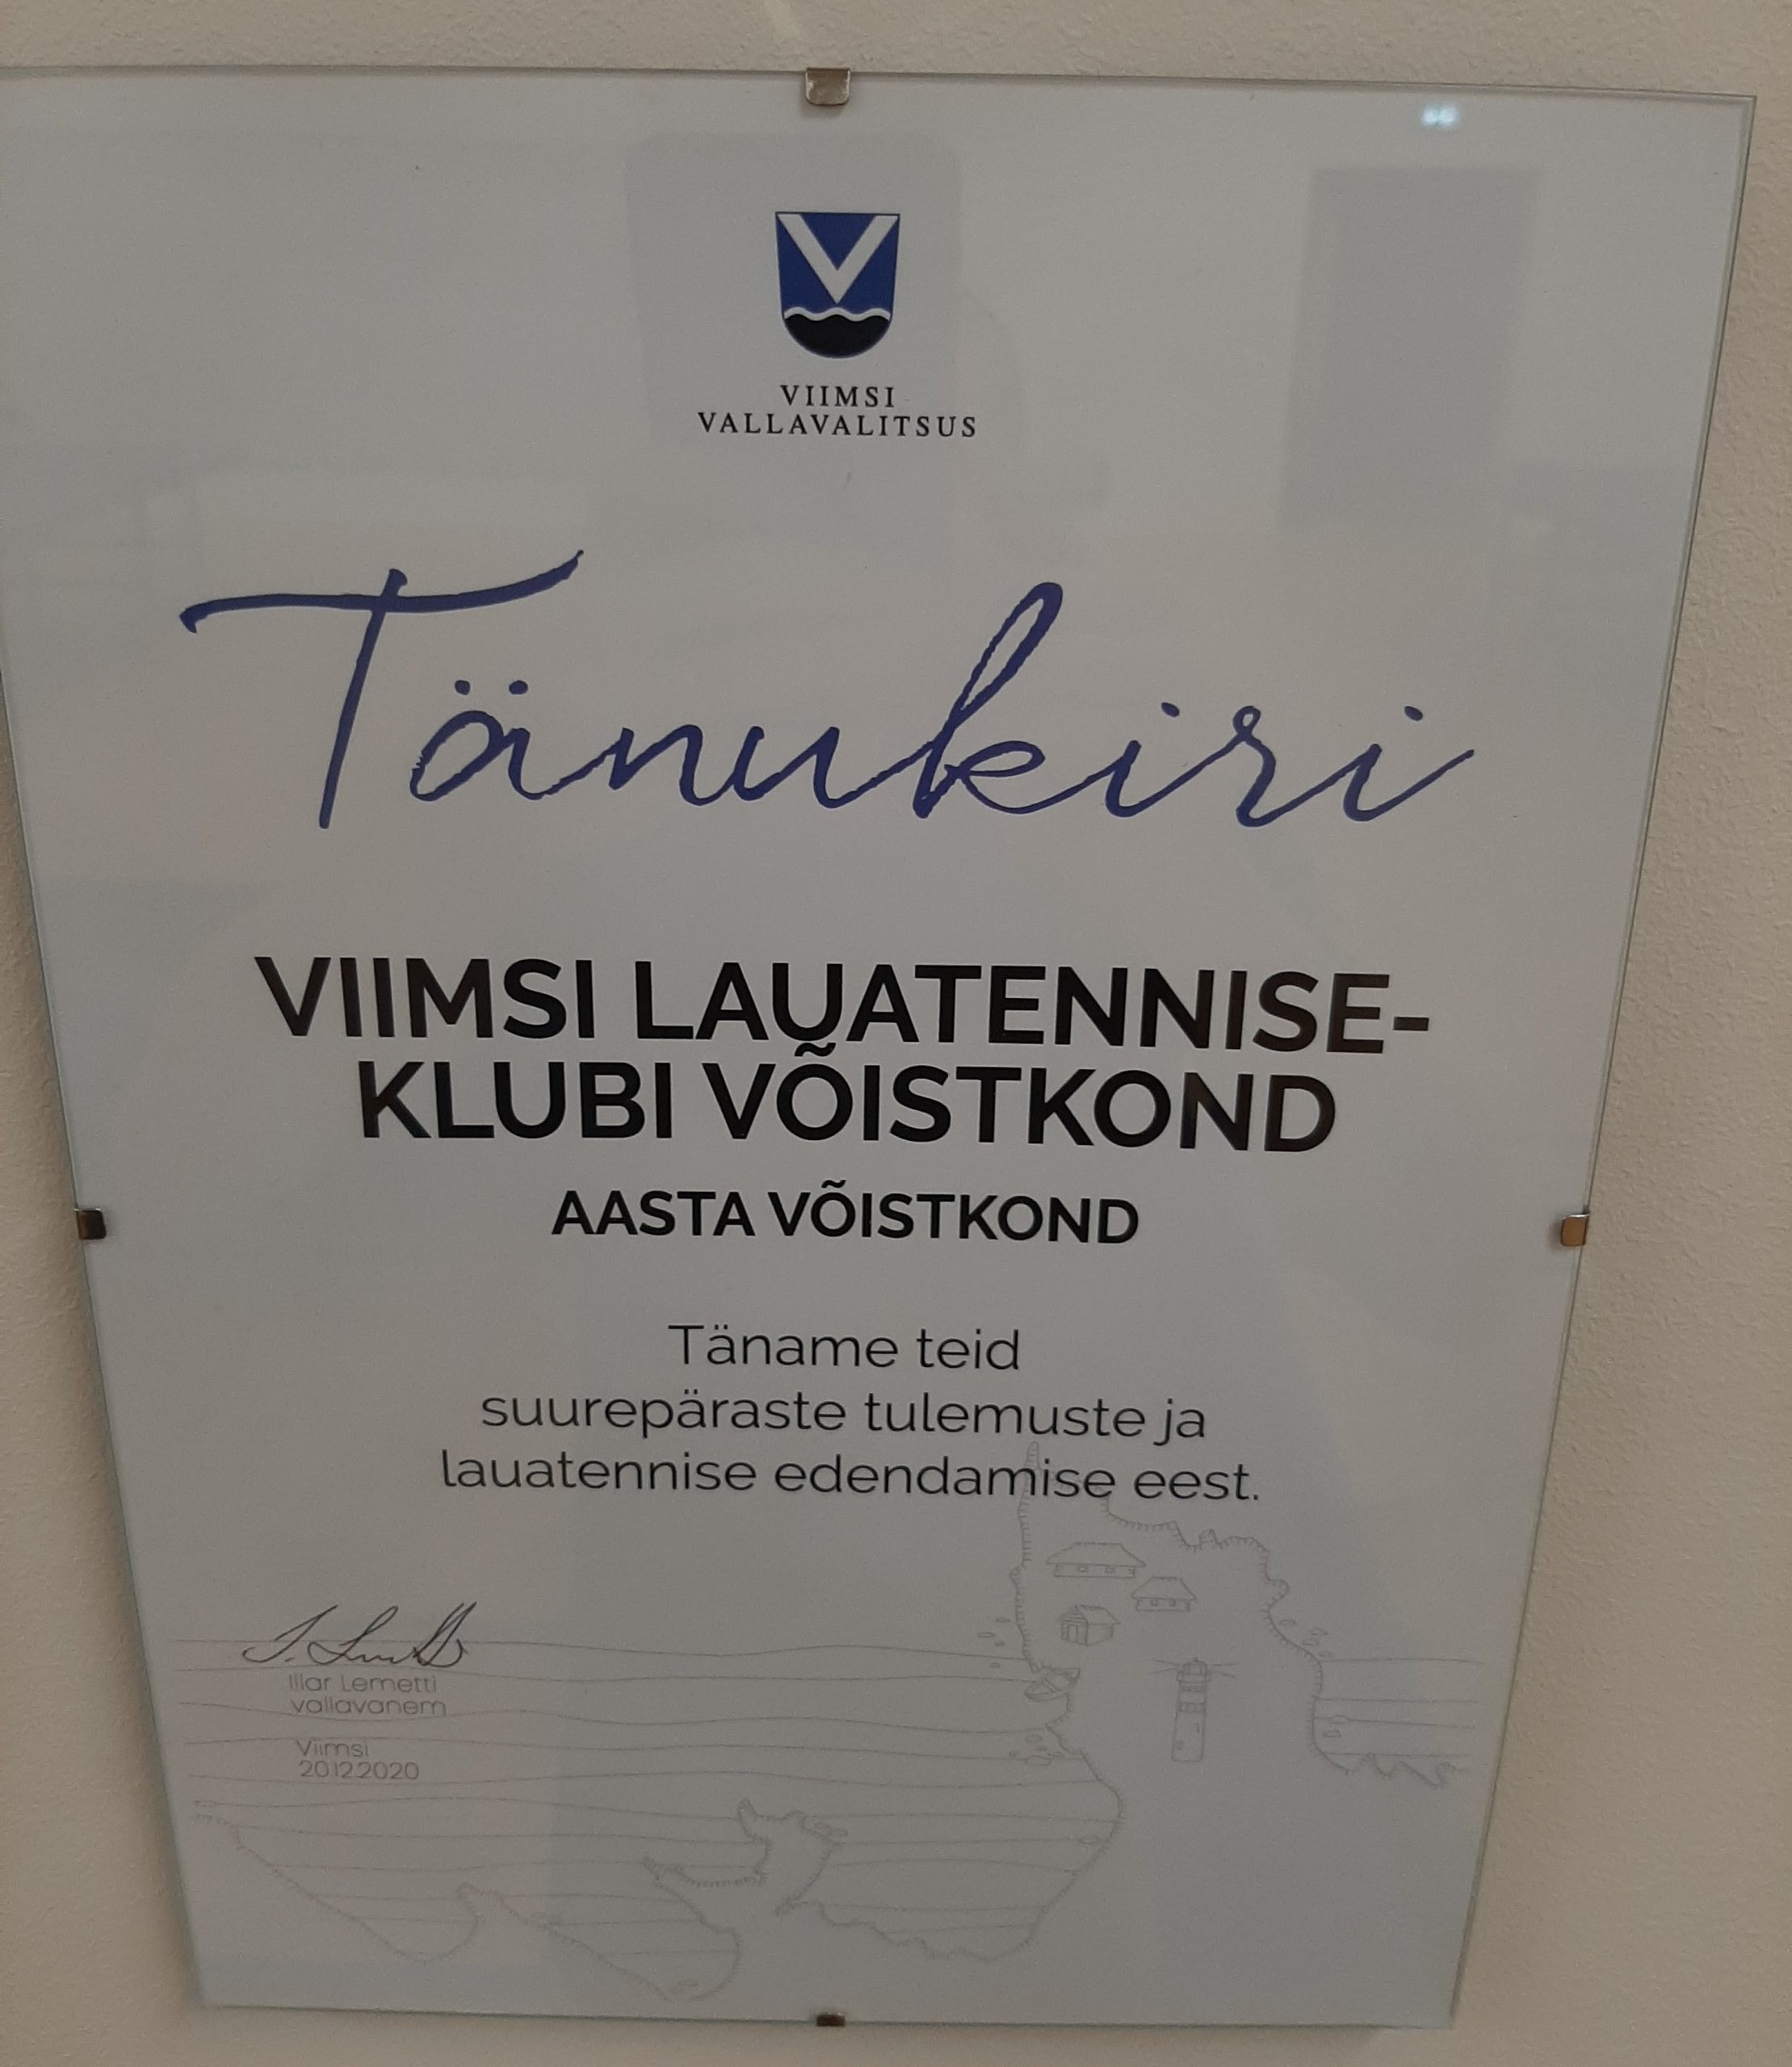 VIIMSI
VALLAVALITSUS
Tänukiri
VIIMSI LAUATENNISE-
KLUBI VÕISTKOND
AASTA VÕISTKOND
Täname teid
suurepäraste tulemuste ja
lauatennise edendamise eest.
Illar Lemetti
vallavanem
Viimsi
20.12.2020